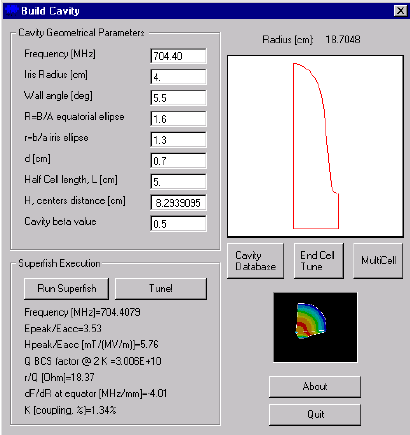 Build Cavity
Cavity Geometrical Parameters
Frequency [MHz] 704.40
Iris Radius [cm] 4.
Wall angle [deg] 5.5
R=B/A equatorial ellipse 1.6
r=b/a iris ellipse 1.3
d [cm] 0.7
Half Cell length, L [cm] 5.
H, centers distance [cm] 8.2939095
Cavity beta value 0.5
Radius [cm]: 18.7048
Cavity Database
End Cell Tune
MultiCell
Superfish Execution
Run Superfish
Tune!
Frequency [MHz]=704.4079
Epeak/Eacc=3.53
Hpeak/Eacc [mT/(MV/m)]=5.76
Q BCS factor @ 2 K =3.006E+10
r/Q [Ohm]=18.37
dF/dR at equator [MHz/mm]=-4.01
K [coupling, %]=1.34%
About
Quit